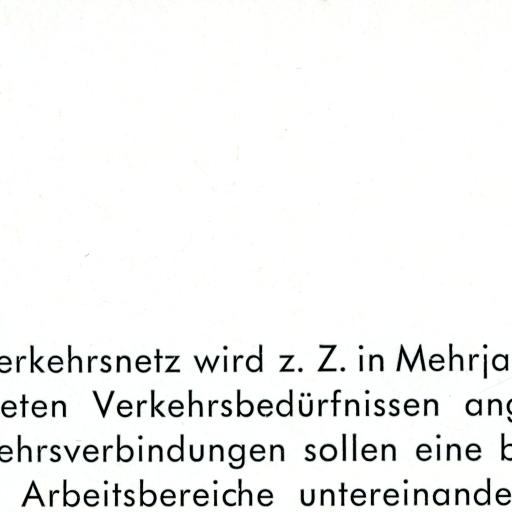 erkehrsnetz wird z. Z. in Mehrja
eten Verkehrsbedürfnissen ang
ehrsverbindungen sollen eine b
Arbeitsbereiche untereinande